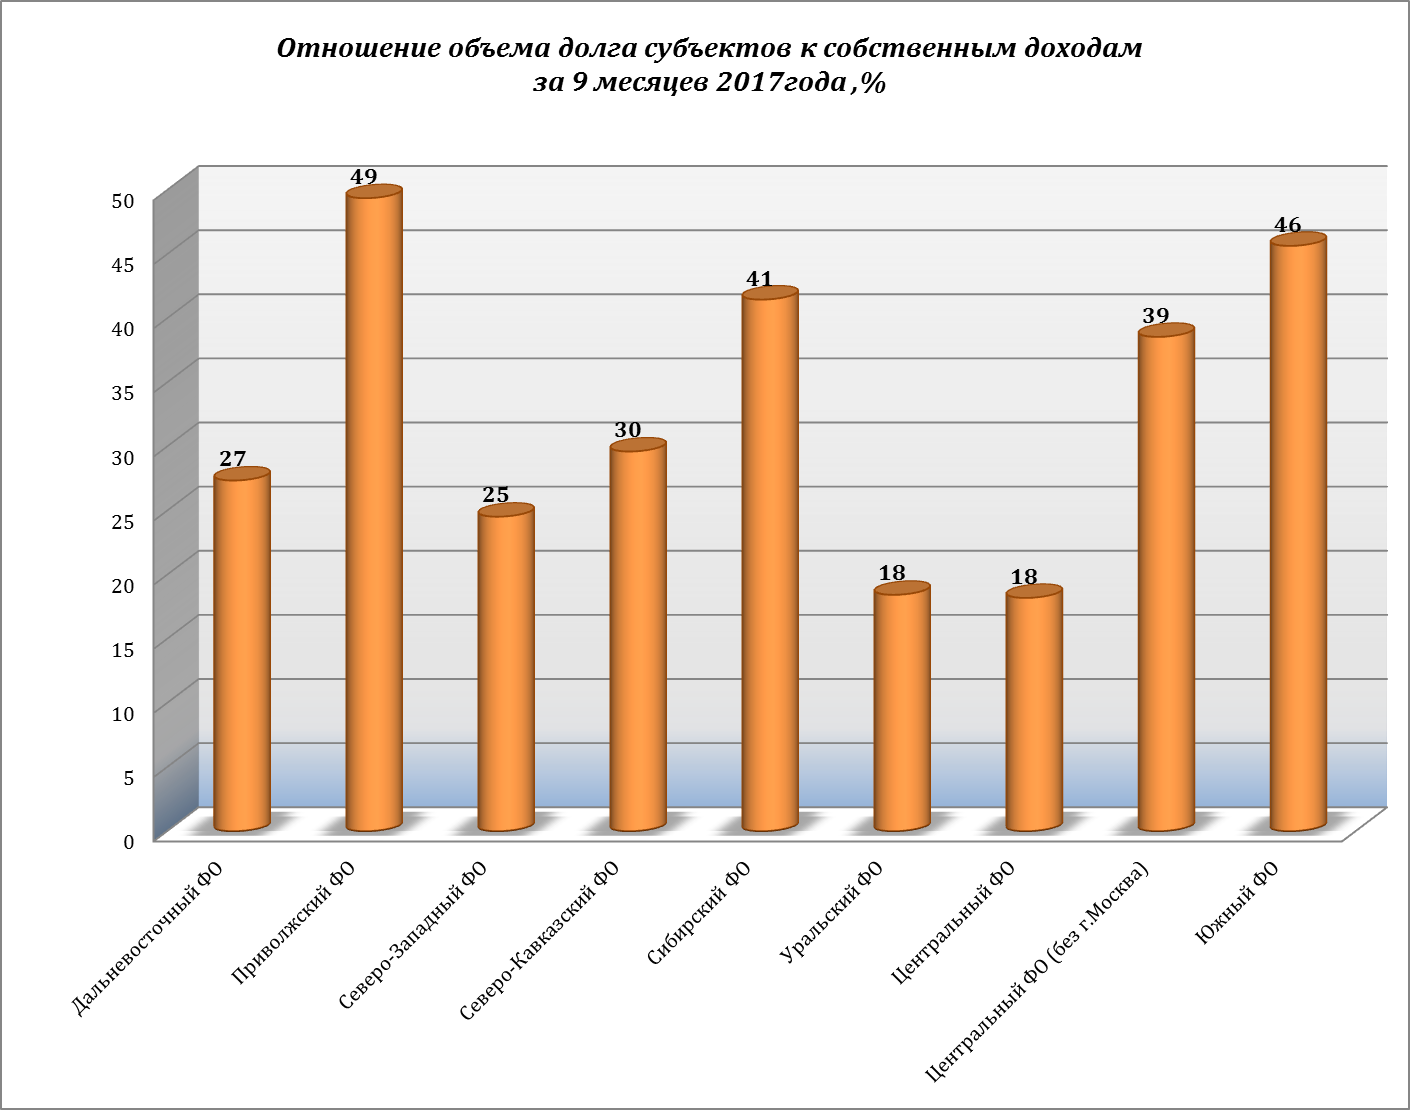 Отношение объема долга субъектов к собственным доходам
за 9 месяцев 2017года ,%
50
45
40
35
30
25
20
15
10
5
0
27
49
25
30
41
18
18
39
46
Дальневосточный ФО
Приволжский ФО
Северо-Западный ФО
Северо-Кавказский ФО
Сибирский ФО
Уральский ФО
Центральный ФО
Центральный ФО (без г.Москва)
Южный ФО